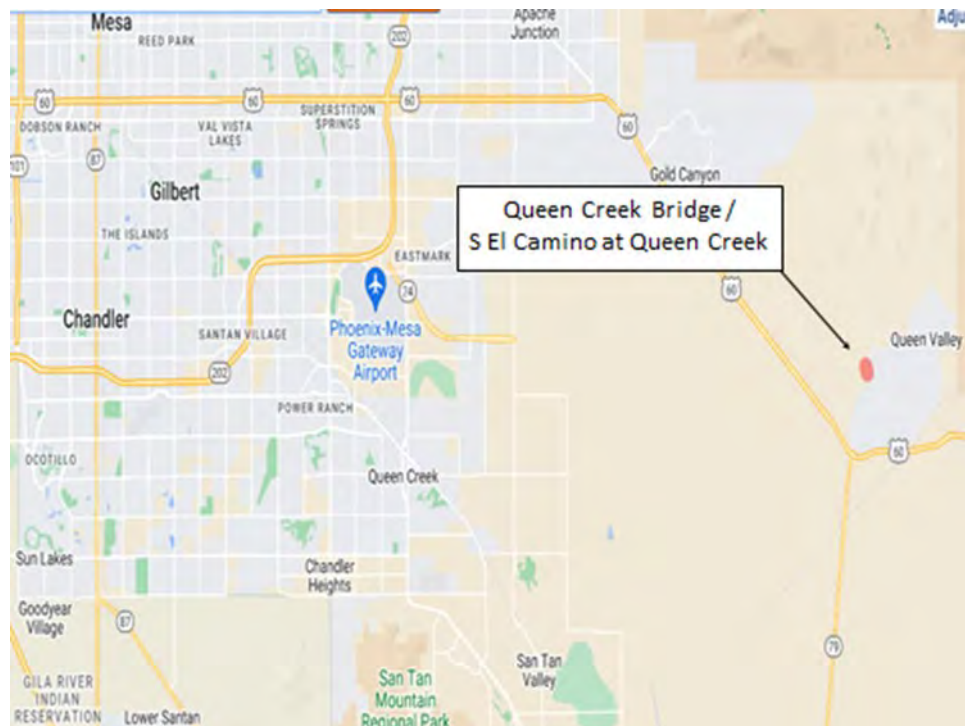 Mesa
REED PARK
202
Apache
Junction
Adju
60
60
60
SUPERSTITION
SPRINGS
DOBSON RANCH
VAL VISTA
LAKES
60
101
87
Gilbert
Gold Canyon
Queen Creek Bridge /
S El Camino at Queen Creek
THE ISLANDS
EASTMARK
24
60
Chandler
SANTAN VILLAGE
Phoenix-Mesa
Gateway
Airport
Queen Valley
202
POWER RANCH
OCOTILLO
60
Queen Creek
Sun Lakes
Chandler
Heights
Goodyear
Village
87
79
San Tan
Valley
GILA RIVER
INDIAN
RESERVATION
Lower Santan
San Tan
Mountain
Regional Park